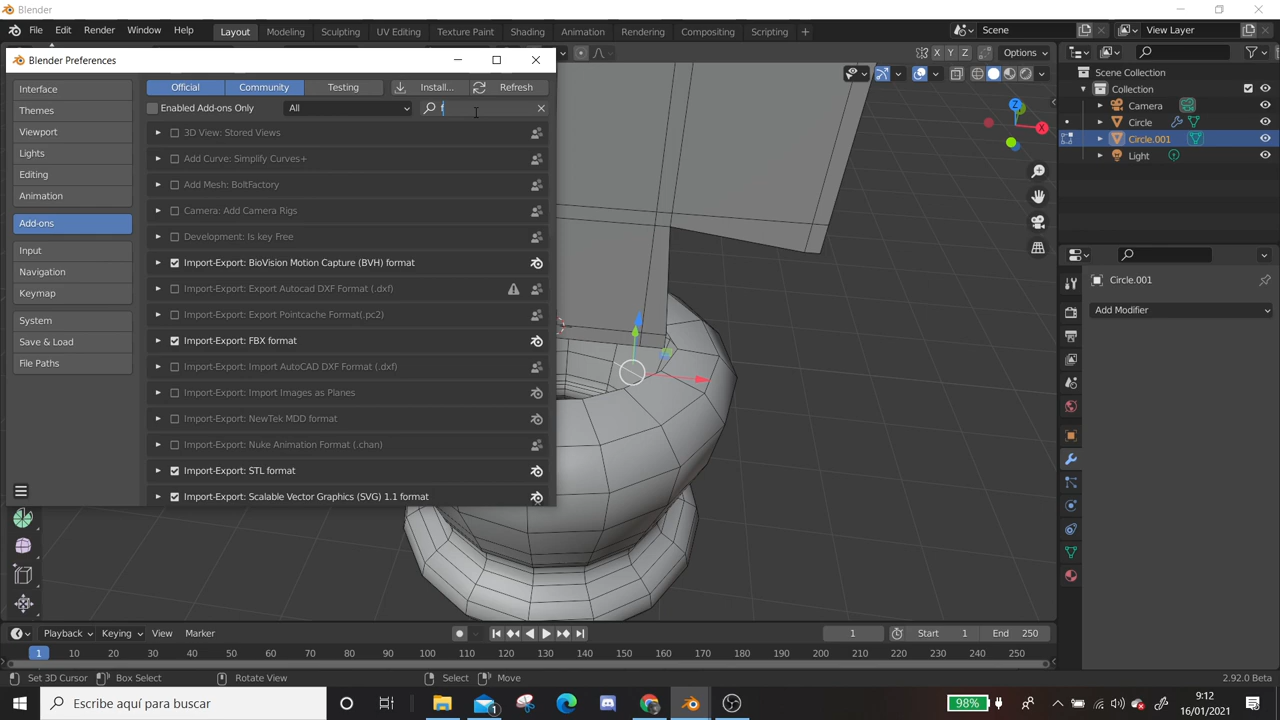 Blender
File Edit Render Window Help Layout Modeling Sculpting UV Editing Texture Paint Shading Animation Rendering Compositing Scripting + Scene View Layer
X Y Z Options
Blender Preferences
Interface
Themes
Viewport
Lights
Editing
Animation
Add-ons
Input
Navigation
Keymap
System
Save & Load
File Paths
Official Community Testing Install... Refresh
Enabled Add-ons Only All f
3D View: Stored Views
Add Curve: Simplify Curves+
Add Mesh: BoltFactory
Camera: Add Camera Rigs
Development: Is key Free
Import-Export: BioVision Motion Capture (BVH) format
Import-Export: Export Autocad DXF Format (.dxf)
Import-Export: Export Pointcache Format(.pc2)
Import-Export: FBX format
Import-Export: Import AutoCAD DXF Format (.dxf)
Import-Export: Import Images as Planes
Import-Export: NewTek MDD format
Import-Export: Nuke Animation Format (.chan)
Import-Export: STL format
Import-Export: Scalable Vector Graphics (SVG) 1.1 format
Z
X
Scene Collection
Collection
Camera
Circle
Circle.001
Light
Circle.001
Add Modifier
Playback Keying View Marker 1 Start 1 End 250
1 10 20 30 40 50 60 70 80 90 100 110 120 130 140 150 160 170 180 190 200 210 220 230 240 250
Set 3D Cursor Box Select Rotate View Select Move 2.92.0 Beta
Escribe aquí para buscar 1 98% 9:12
16/01/2021